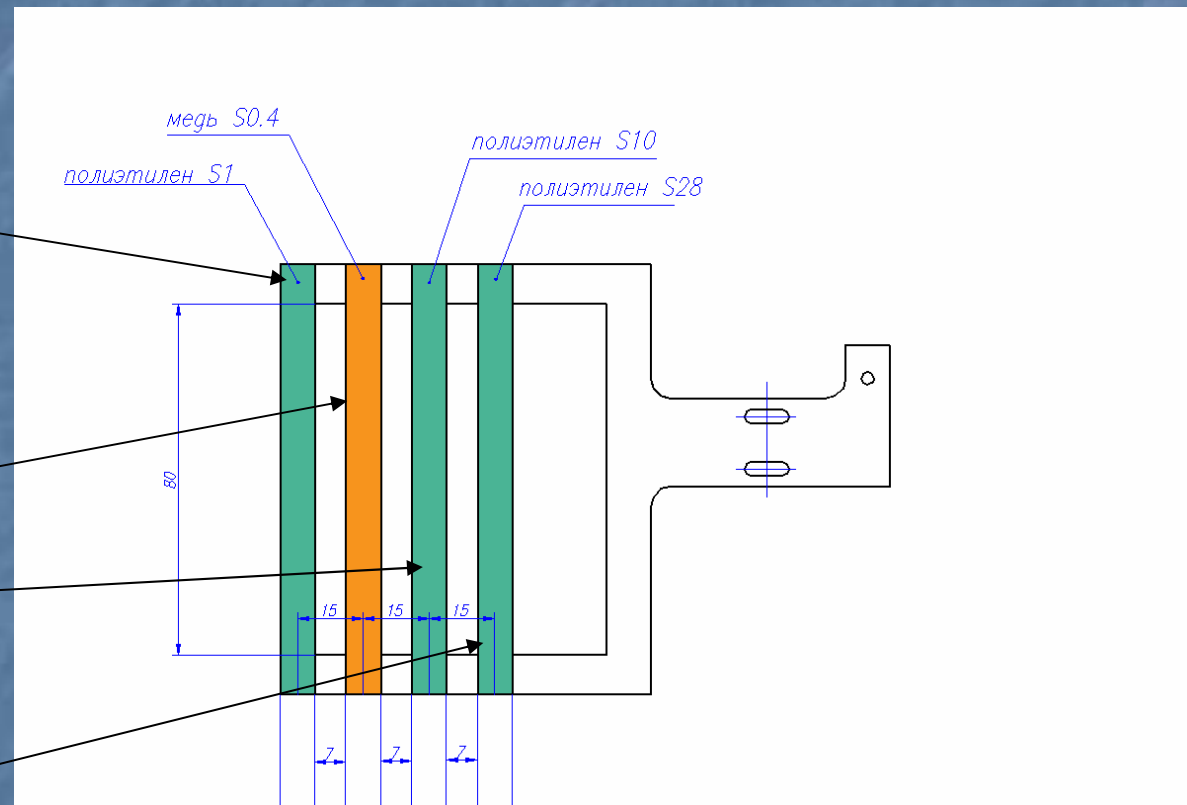 медь S0.4
полиэтилен S10
полиэтилен S1
полиэтилен S28
80
15 15 15
7 7 7